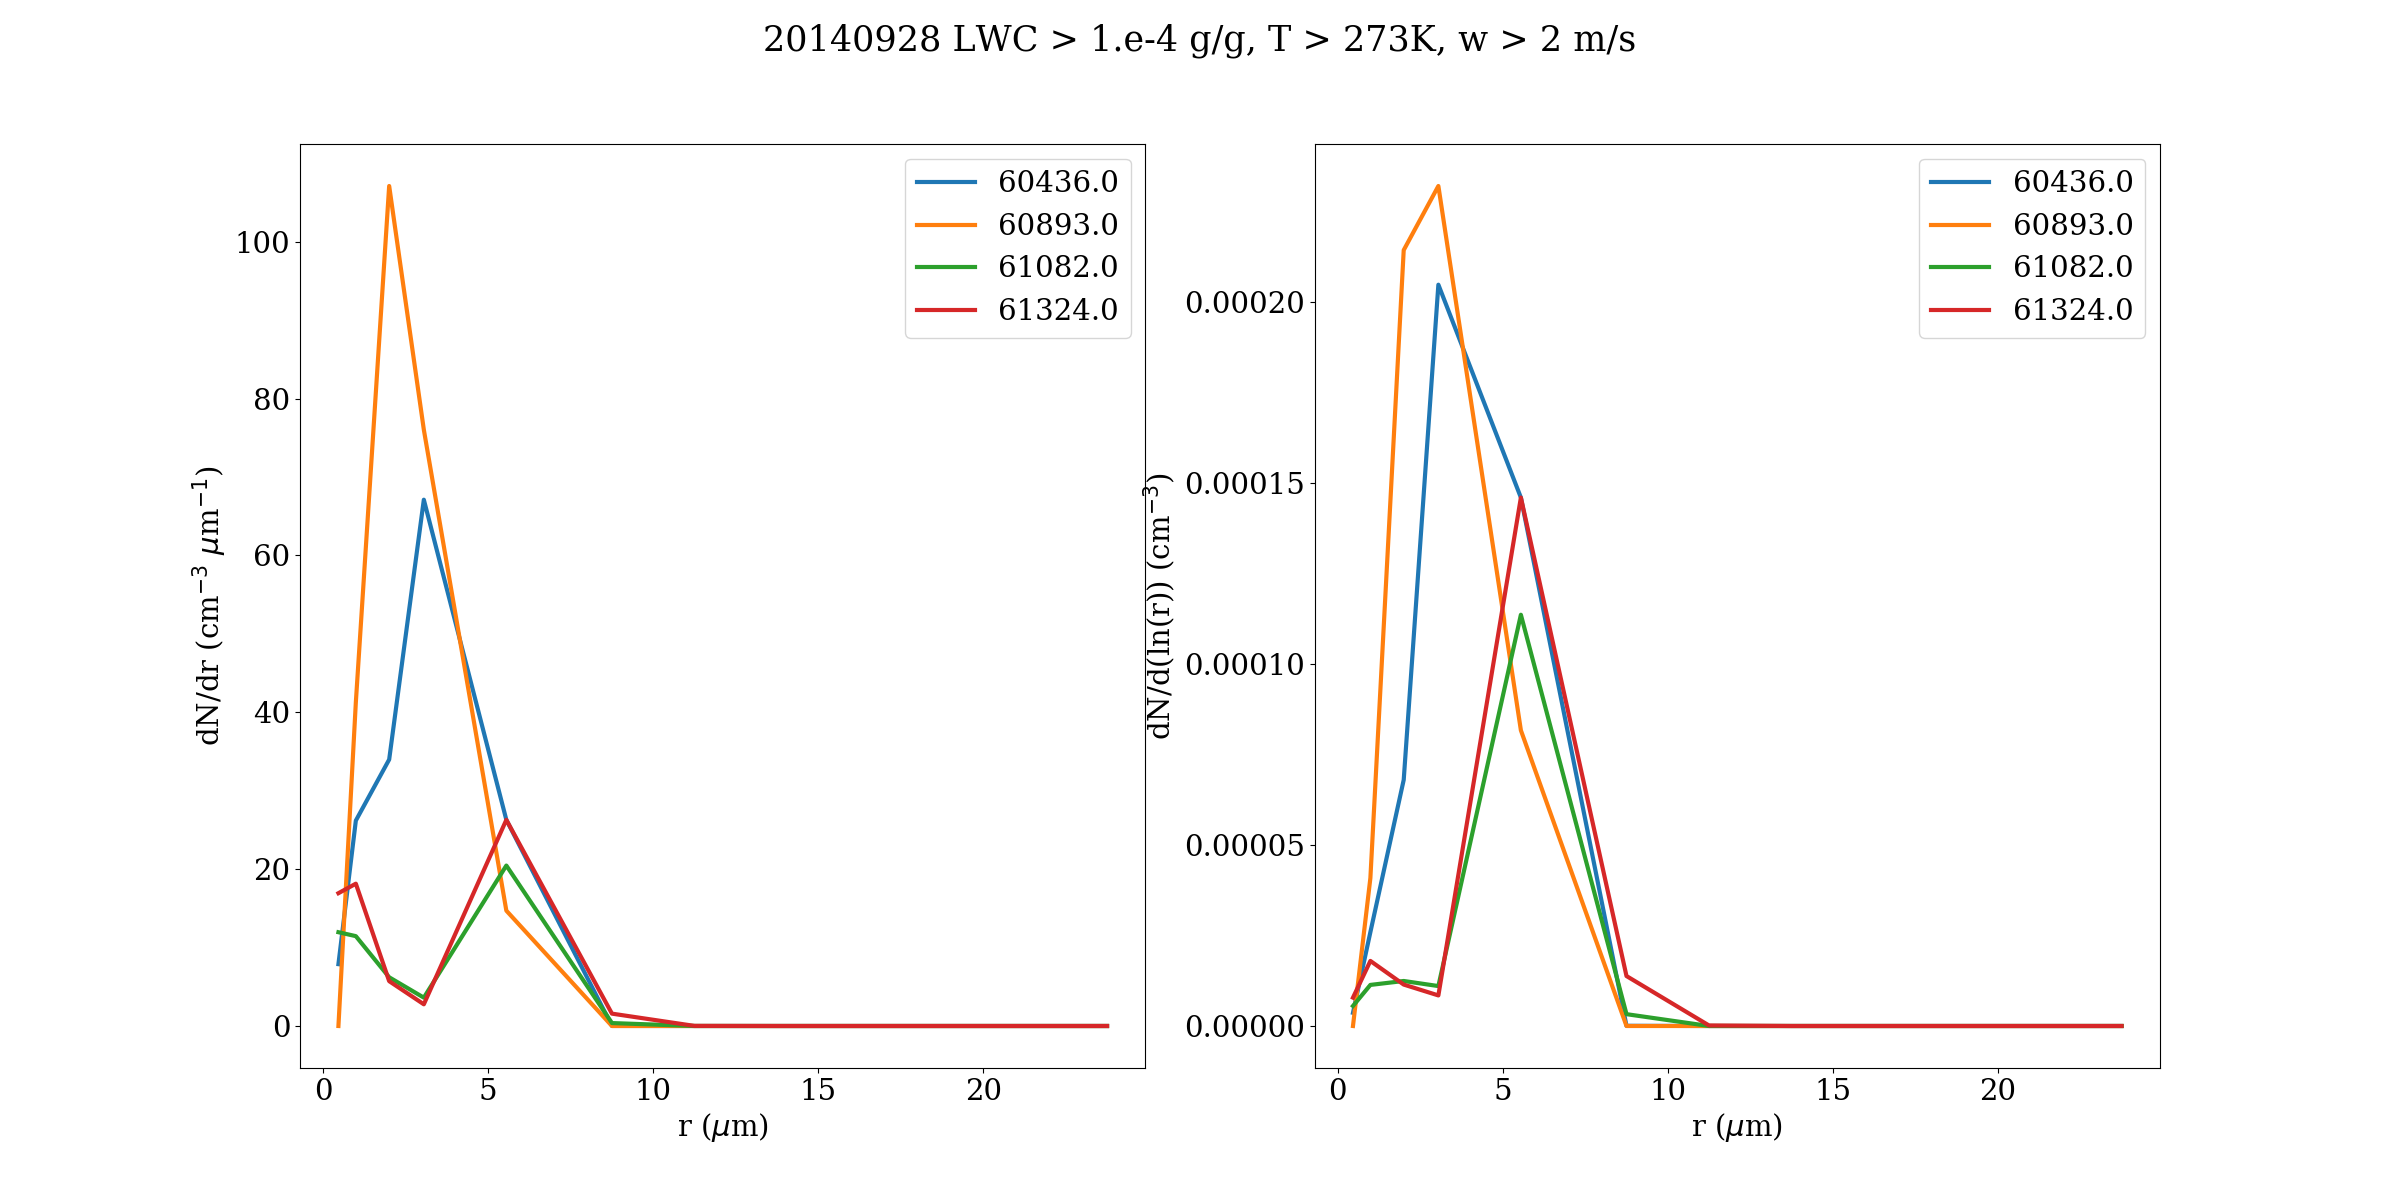 20140928 LWC > 1.e-4 g/g, T > 273K, w > 2 m/s
dN/dr (cm⁻³ μm⁻¹)
100
80
60
40
20
0
0 5 10 15 20
r (μm)
60436.0
60893.0
61082.0
61324.0
dN/d(ln(r)) (cm⁻³)
0.00020
0.00015
0.00010
0.00005
0.00000
0 5 10 15 20
r (μm)
60436.0
60893.0
61082.0
61324.0